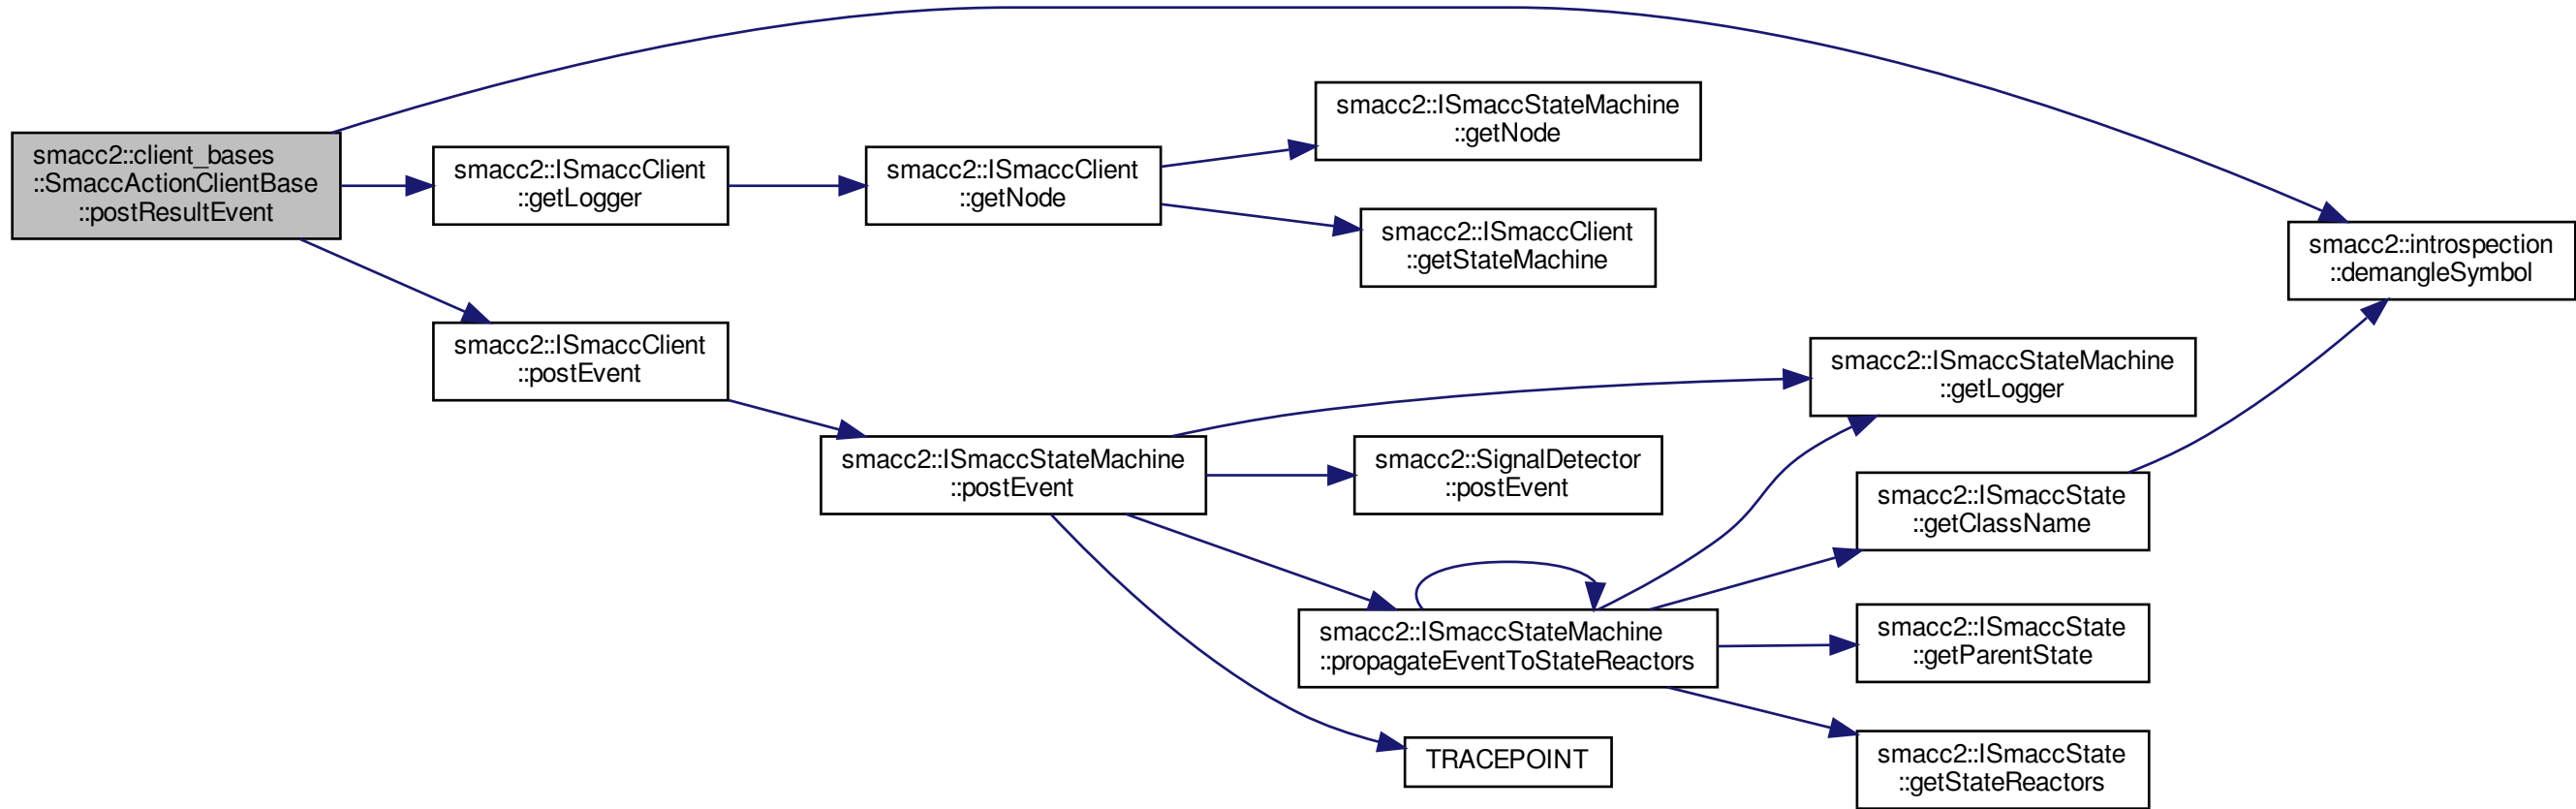 smacc2::client_bases
::SmaccActionClientBase
::postResultEvent
smacc2::ISmaccClient
::getLogger
smacc2::ISmaccClient
::getNode
smacc2::ISmaccStateMachine
::getNode
smacc2::ISmaccClient
::getStateMachine
smacc2::introspection
::demangleSymbol
smacc2::ISmaccClient
::postEvent
smacc2::ISmaccStateMachine
::postEvent
smacc2::ISmaccStateMachine
::getLogger
smacc2::SignalDetector
::postEvent
smacc2::ISmaccState
::getClassName
smacc2::ISmaccStateMachine
::propagateEventToStateReactors
smacc2::ISmaccState
::getParentState
TRACEPOINT
smacc2::ISmaccState
::getStateReactors